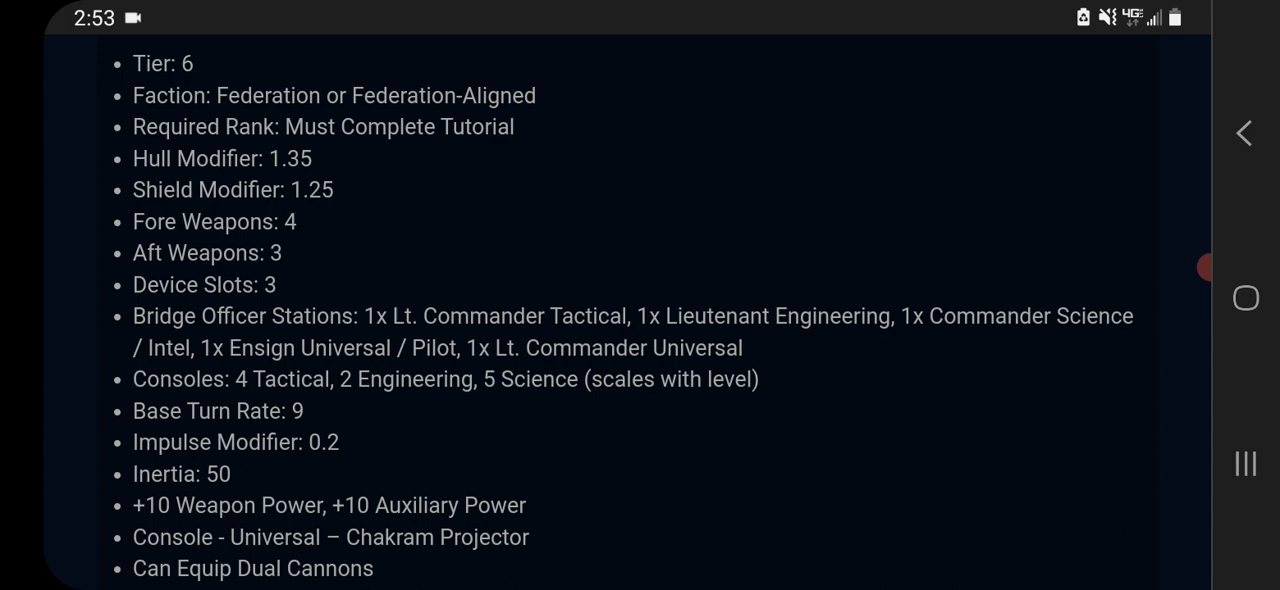 2:53
4G
• Tier: 6
• Faction: Federation or Federation-Aligned
• Required Rank: Must Complete Tutorial
• Hull Modifier: 1.35
• Shield Modifier: 1.25
• Fore Weapons: 4
• Aft Weapons: 3
• Device Slots: 3
• Bridge Officer Stations: 1x Lt. Commander Tactical, 1x Lieutenant Engineering, 1x Commander Science
/ Intel, 1x Ensign Universal / Pilot, 1x Lt. Commander Universal
• Consoles: 4 Tactical, 2 Engineering, 5 Science (scales with level)
• Base Turn Rate: 9
• Impulse Modifier: 0.2
• Inertia: 50
• +10 Weapon Power, +10 Auxiliary Power
• Console - Universal – Chakram Projector
• Can Equip Dual Cannons